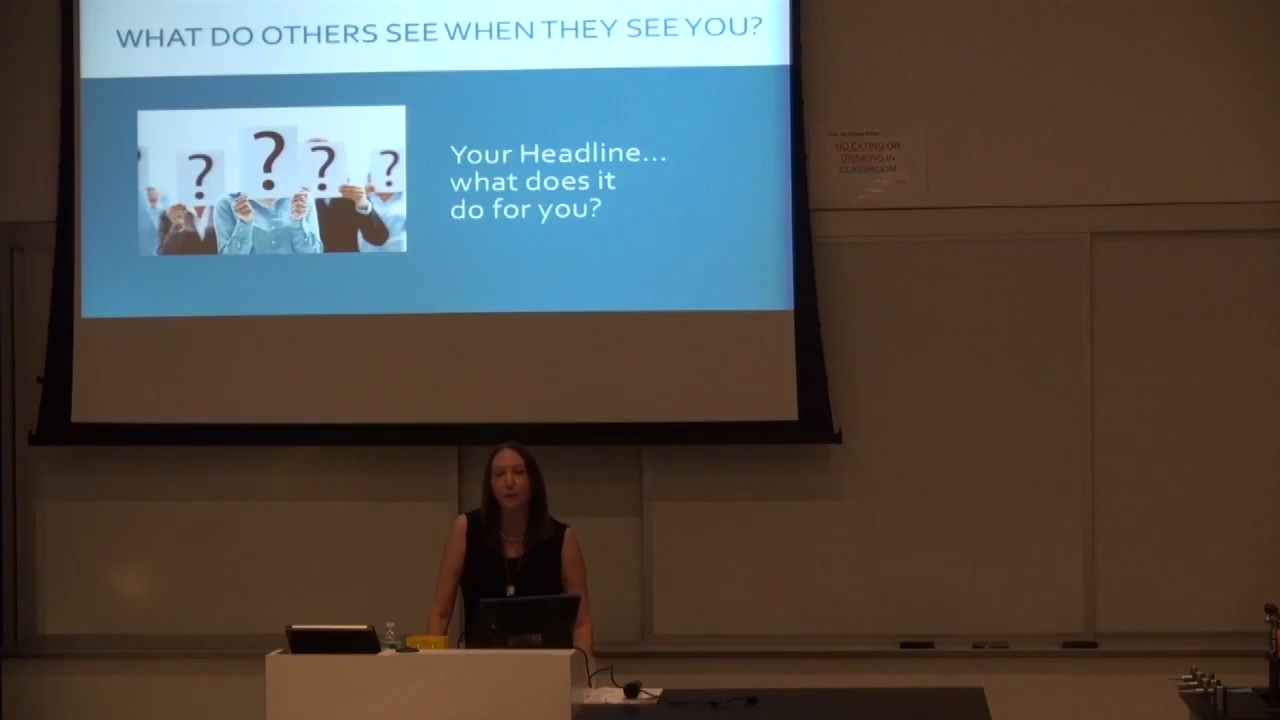 WHAT DO OTHERS SEE WHEN THEY SEE YOU?
? ? ? ?
Your Headline...
what does it
do for you?
NO EATING OR
DRINKING IN
CLASSROOM